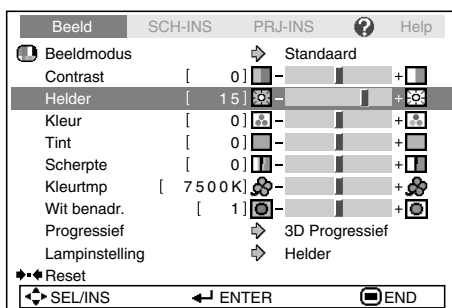 Beeld SCH-INS PRJ-INS ? Help
Beeldmodus Standaard
Contrast [ 0] - +
Helder [ 15] - +
Kleur [ 0] - +
Tint [ 0] - +
Scherpte [ 0] - +
Kleurtmp [ 7500K] - +
Wit benadr. [ 1] - +
Progressief 3D Progressief
Lampinstelling Helder
Reset
SEL/INS ENTER END